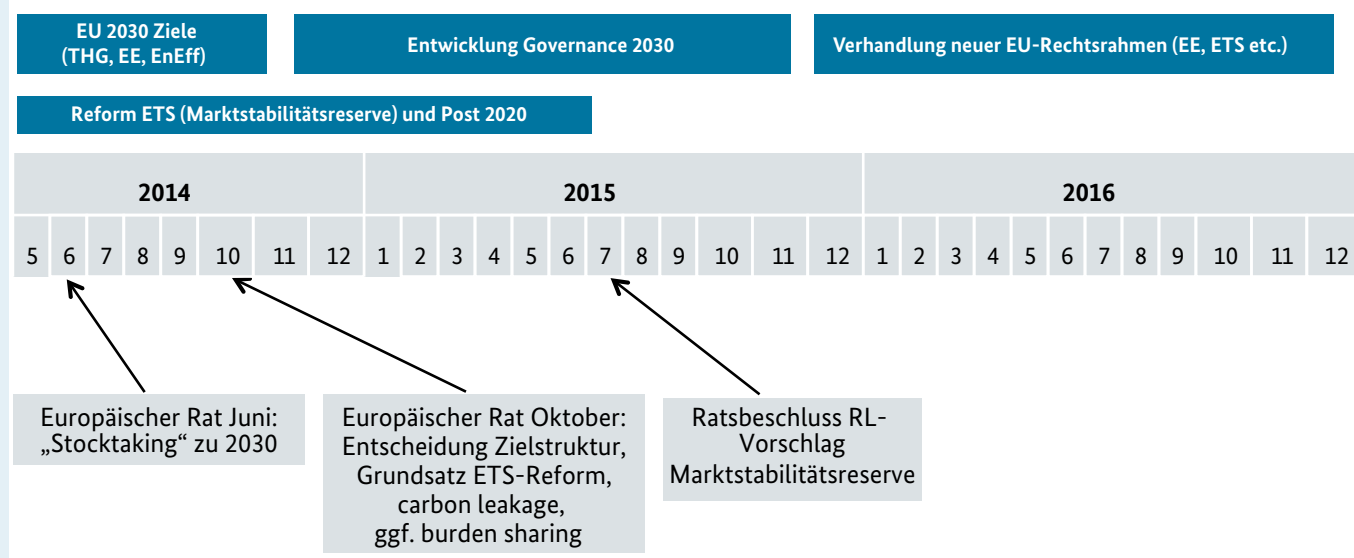 EU 2030 Ziele
(THG, EE, EnEff)
Entwicklung Governance 2030
Verhandlung neuer EU-Rechtsrahmen (EE, ETS etc.)
Reform ETS (Marktstabilitätsreserve) und Post 2020
2014 2015 2016
5 6 7 8 9 10 11 12 1 2 3 4 5 6 7 8 9 10 11 12 1 2 3 4 5 6 7 8 9 10 11 12
Europäischer Rat Juni:
„Stocktaking“ zu 2030
Europäischer Rat Oktober:
Entscheidung Zielstruktur,
Grundsatz ETS-Reform,
carbon leakage,
ggf. burden sharing
Ratsbeschluss RL-
Vorschlag
Marktstabilitätsreserve